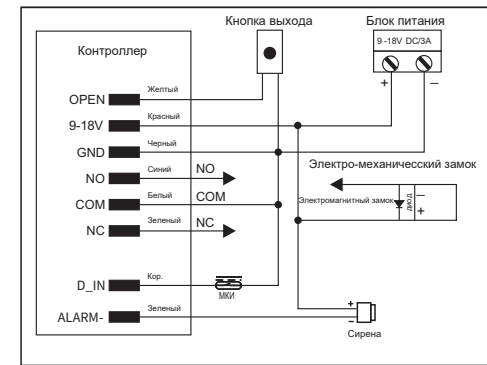 Кнопка выхода
Блок питания
9 -18V DC/3A
Контроллер
+ –
OPEN Желтый
9-18V Красный
GND Черный
NO Синий NO
Электро-механичесский замок
COM Белый COM
Электромагнитный замок диод – +
NC Зеленый NC
D_IN Кор.
МКИ
ALARM- Зеленый
+ –
Сирена